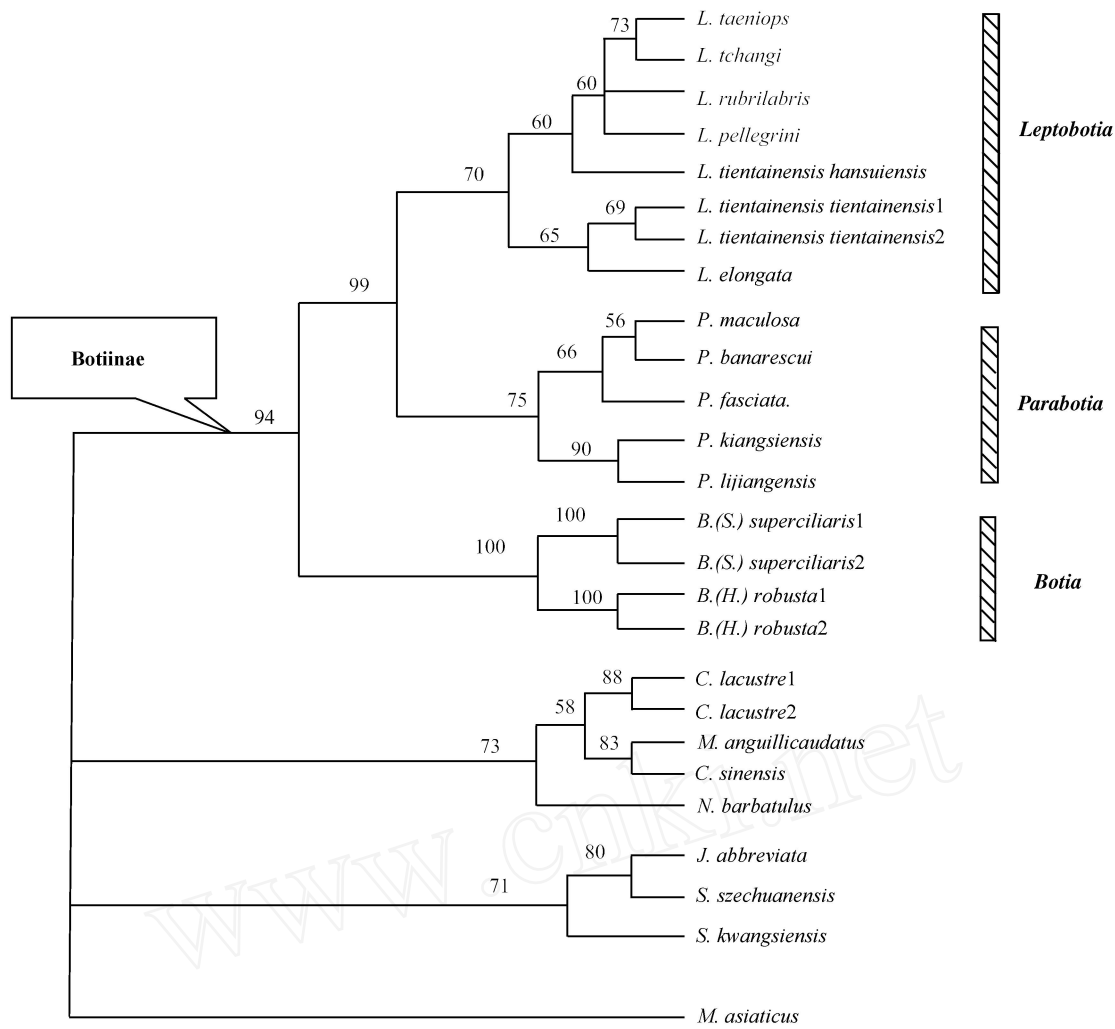 73
L. taeniops
L. tchangi
60
L. rubrilabris
60
L. pellegrini
Leptobotia
70
L. tientainensis hansuiensis
69
L. tientainensis tientainensis1
65
L. tientainensis tientainensis2
L. elongata
99
56
P. maculosa
Botiinae
66
P. banarescui
75
P. fasciata.
Parabotia
94
P. kiangsiensis
90
P. lijiangensis
100
B.(S.) superciliaris1
100
B.(S.) superciliaris2
Botia
100
B.(H.) robusta1
B.(H.) robusta2
88
C. lacustre1
58
C. lacustre2
73
83
M. anguillicaudatus
C. sinensis
N. barbatulus
80
J. abbreviata
71
S. szechuanensis
S. kwangsiensis
M. asiaticus
www.cnki.net